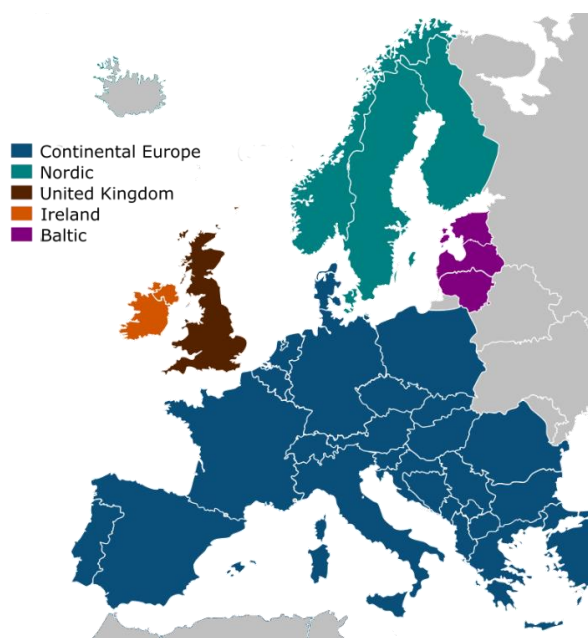 Continental Europe
Nordic
United Kingdom
Ireland
Baltic